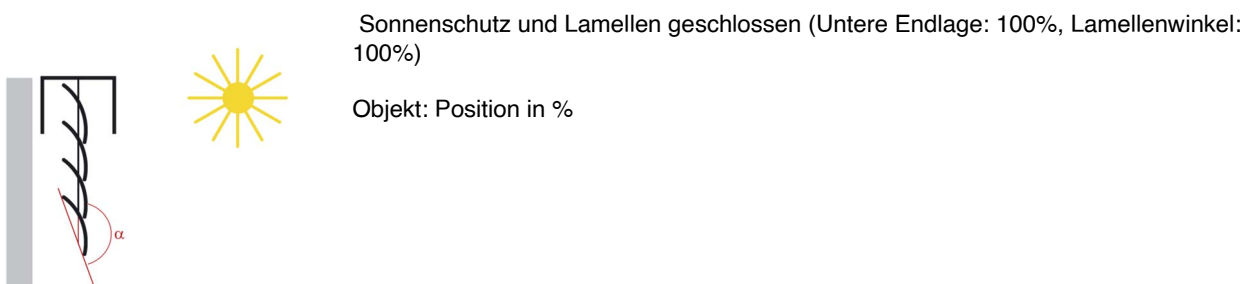 Sonnenschutz und Lamellen geschlossen (Untere Endlage: 100%, Lamellenwinkel:
100%)
Objekt: Position in %
α